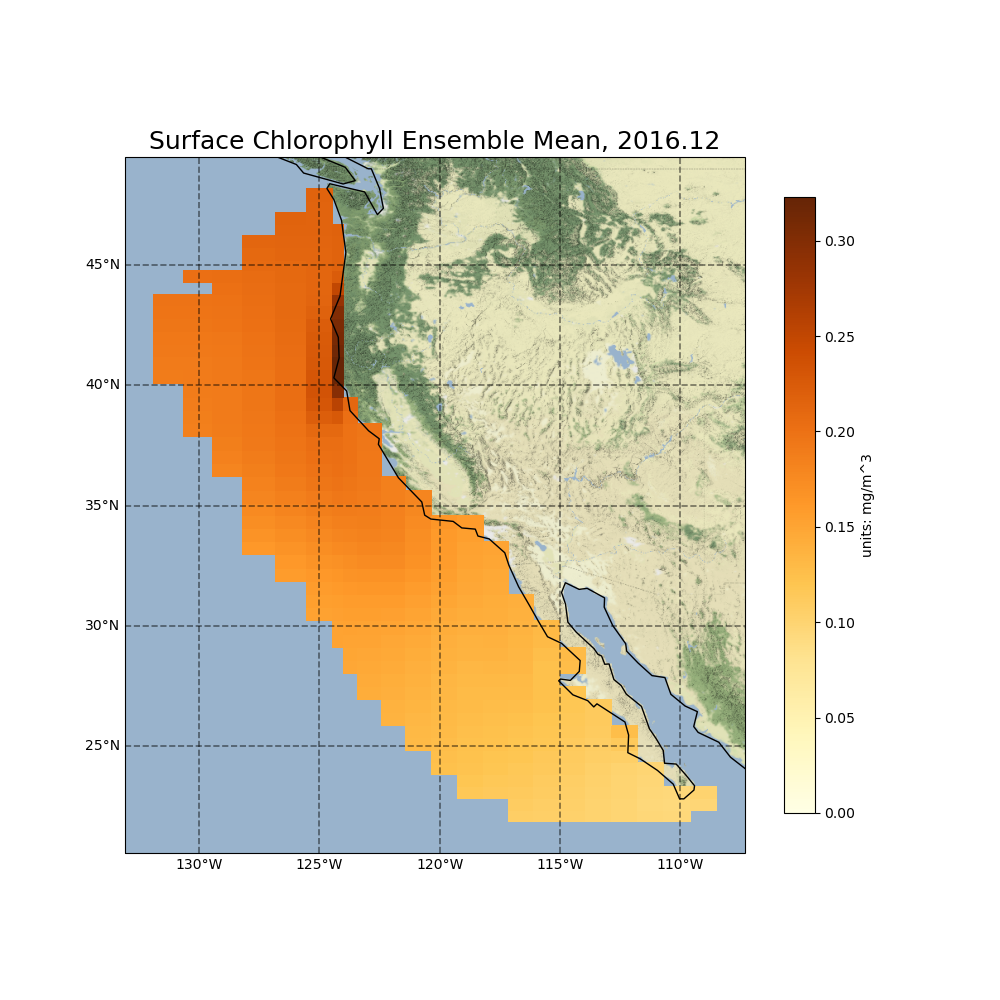 Surface Chlorophyll Ensemble Mean, 2016.12
45°N
40°N
35°N
30°N
25°N
130°W
125°W
120°W
115°W
110°W
0.30
0.25
0.20
0.15
0.10
0.05
0.00
units: mg/m^3